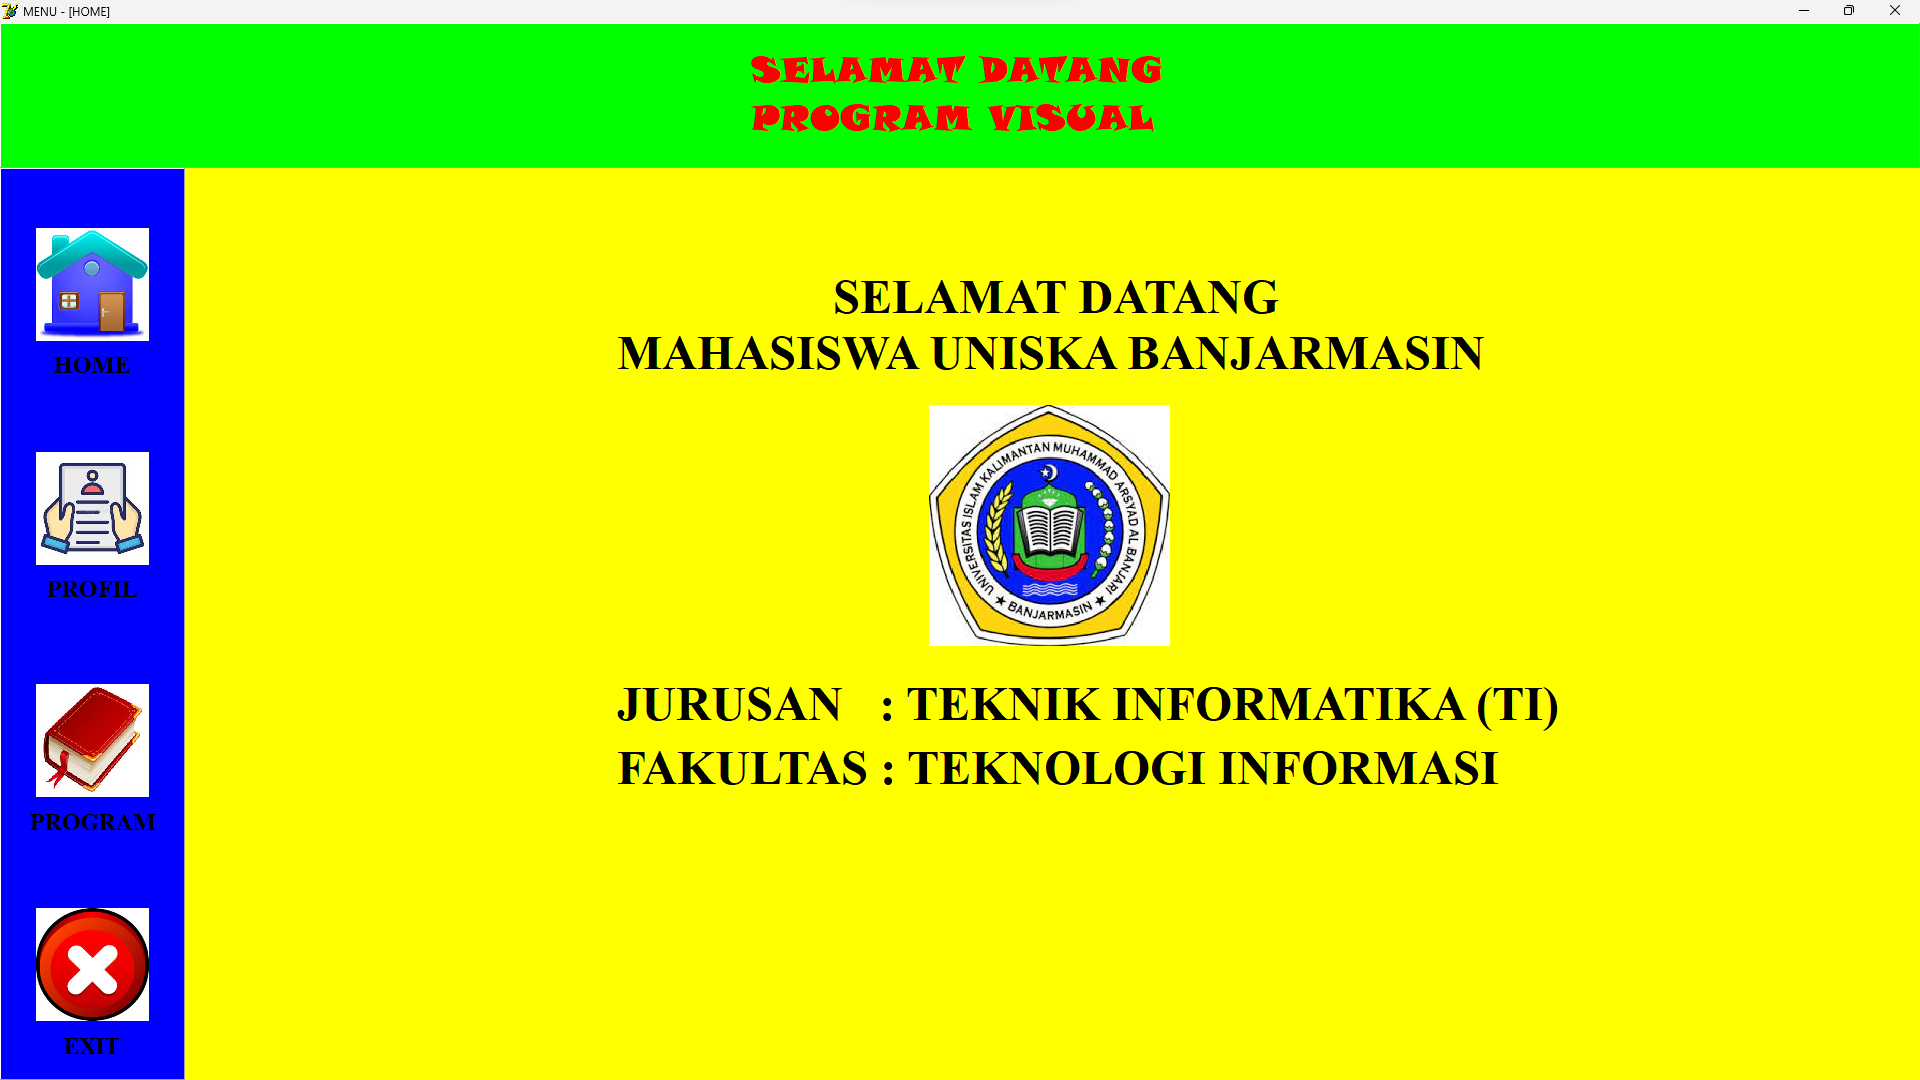 MENU - [HOME]
SELAMAT DATANG
PROGRAM VISUAL
HOME
PROFIL
PROGRAM
EXIT
SELAMAT DATANG
MAHASISWA UNISKA BANJARMASIN
UNIVERSITAS ISLAM KALIMANTAN MUHAMMAD ARSYAD AL BANJARI
★ BANJARMASIN ★
JURUSAN : TEKNIK INFORMATIKA (TI)
FAKULTAS : TEKNOLOGI INFORMASI